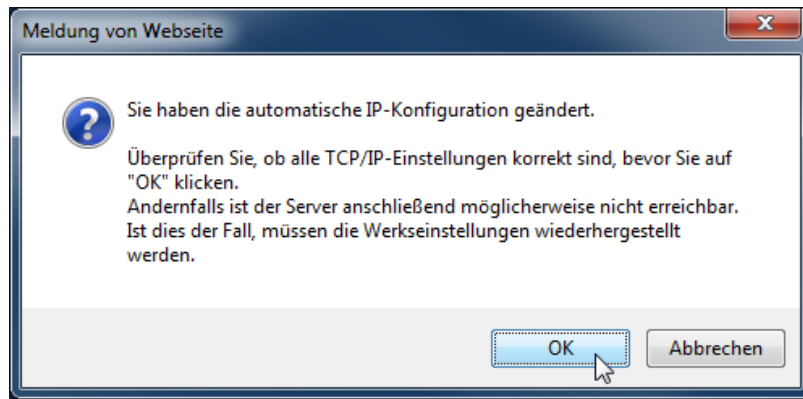 Meldung von Webseite
Sie haben die automatische IP-Konfiguration geändert.
Überprüfen Sie, ob alle TCP/IP-Einstellungen korrekt sind, bevor Sie auf
"OK" klicken.
Andernfalls ist der Server anschließend möglicherweise nicht erreichbar.
Ist dies der Fall, müssen die Werkseinstellungen wiederhergestellt
werden.
OK
Abbrechen